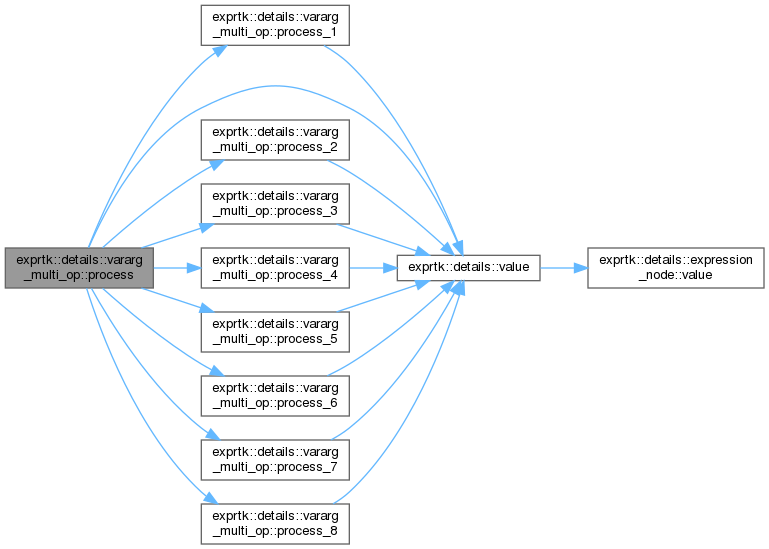 exprtk::details::vararg
_multi_op::process
exprtk::details::vararg
_multi_op::process_1
exprtk::details::vararg
_multi_op::process_2
exprtk::details::vararg
_multi_op::process_3
exprtk::details::vararg
_multi_op::process_4
exprtk::details::vararg
_multi_op::process_5
exprtk::details::vararg
_multi_op::process_6
exprtk::details::vararg
_multi_op::process_7
exprtk::details::vararg
_multi_op::process_8
exprtk::details::value
exprtk::details::expression
_node::value